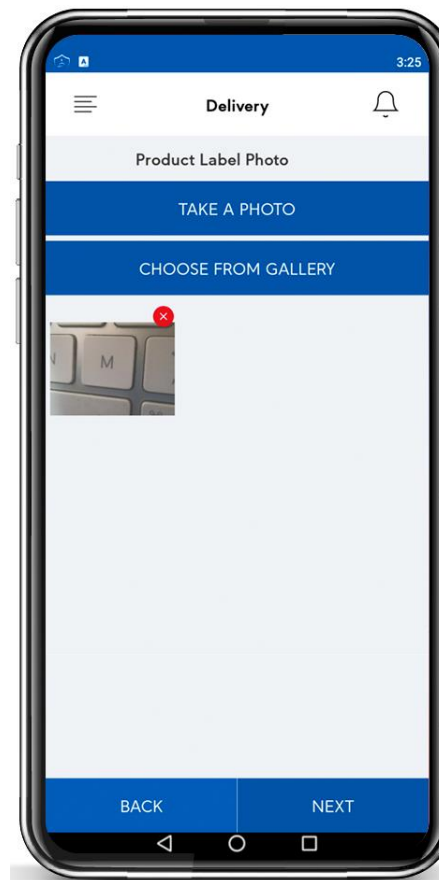 A
3:25
Delivery
Product Label Photo
TAKE A PHOTO
CHOOSE FROM GALLERY
N M
BACK NEXT